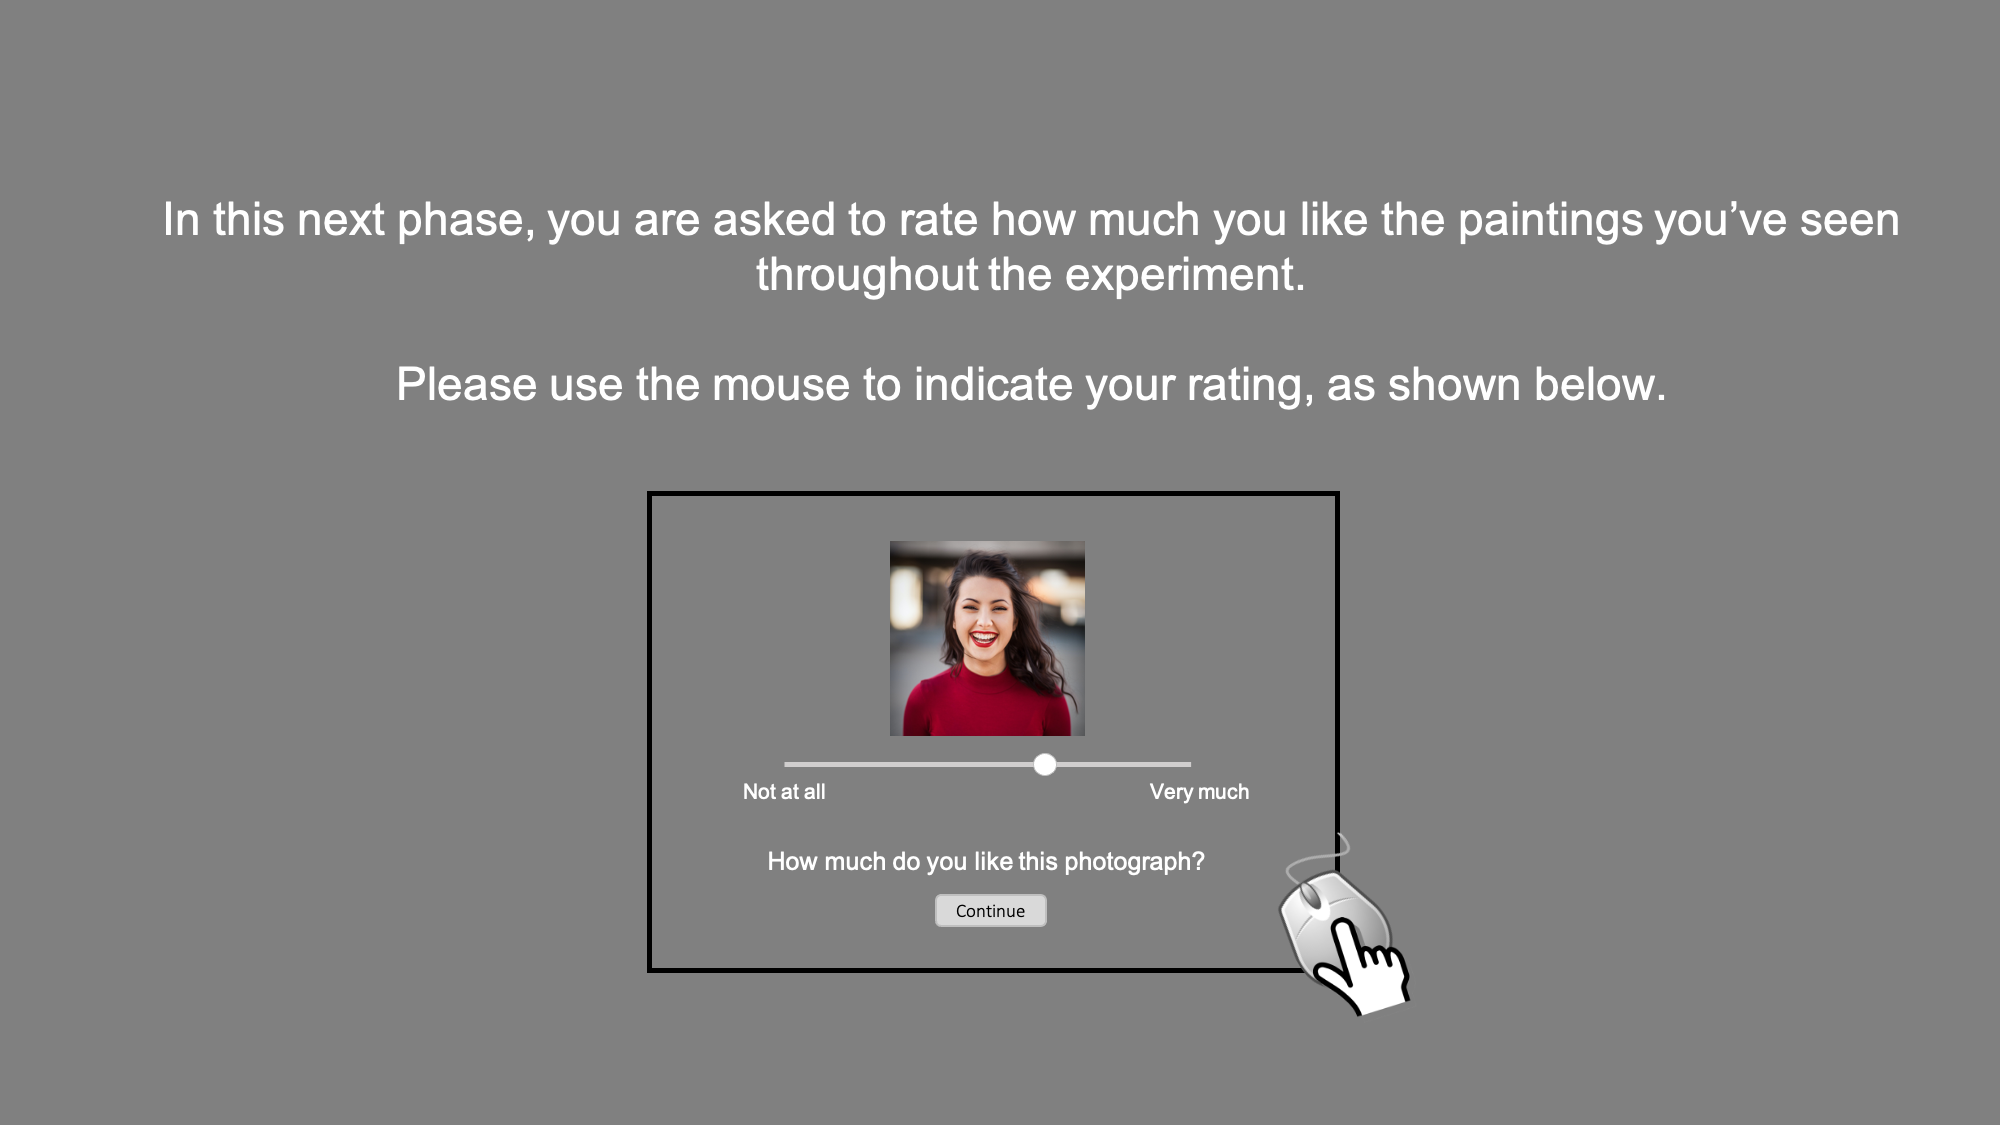 In this next phase, you are asked to rate how much you like the paintings you’ve seen
throughout the experiment.
Please use the mouse to indicate your rating, as shown below.
Not at all
Very much
How much do you like this photograph?
Continue